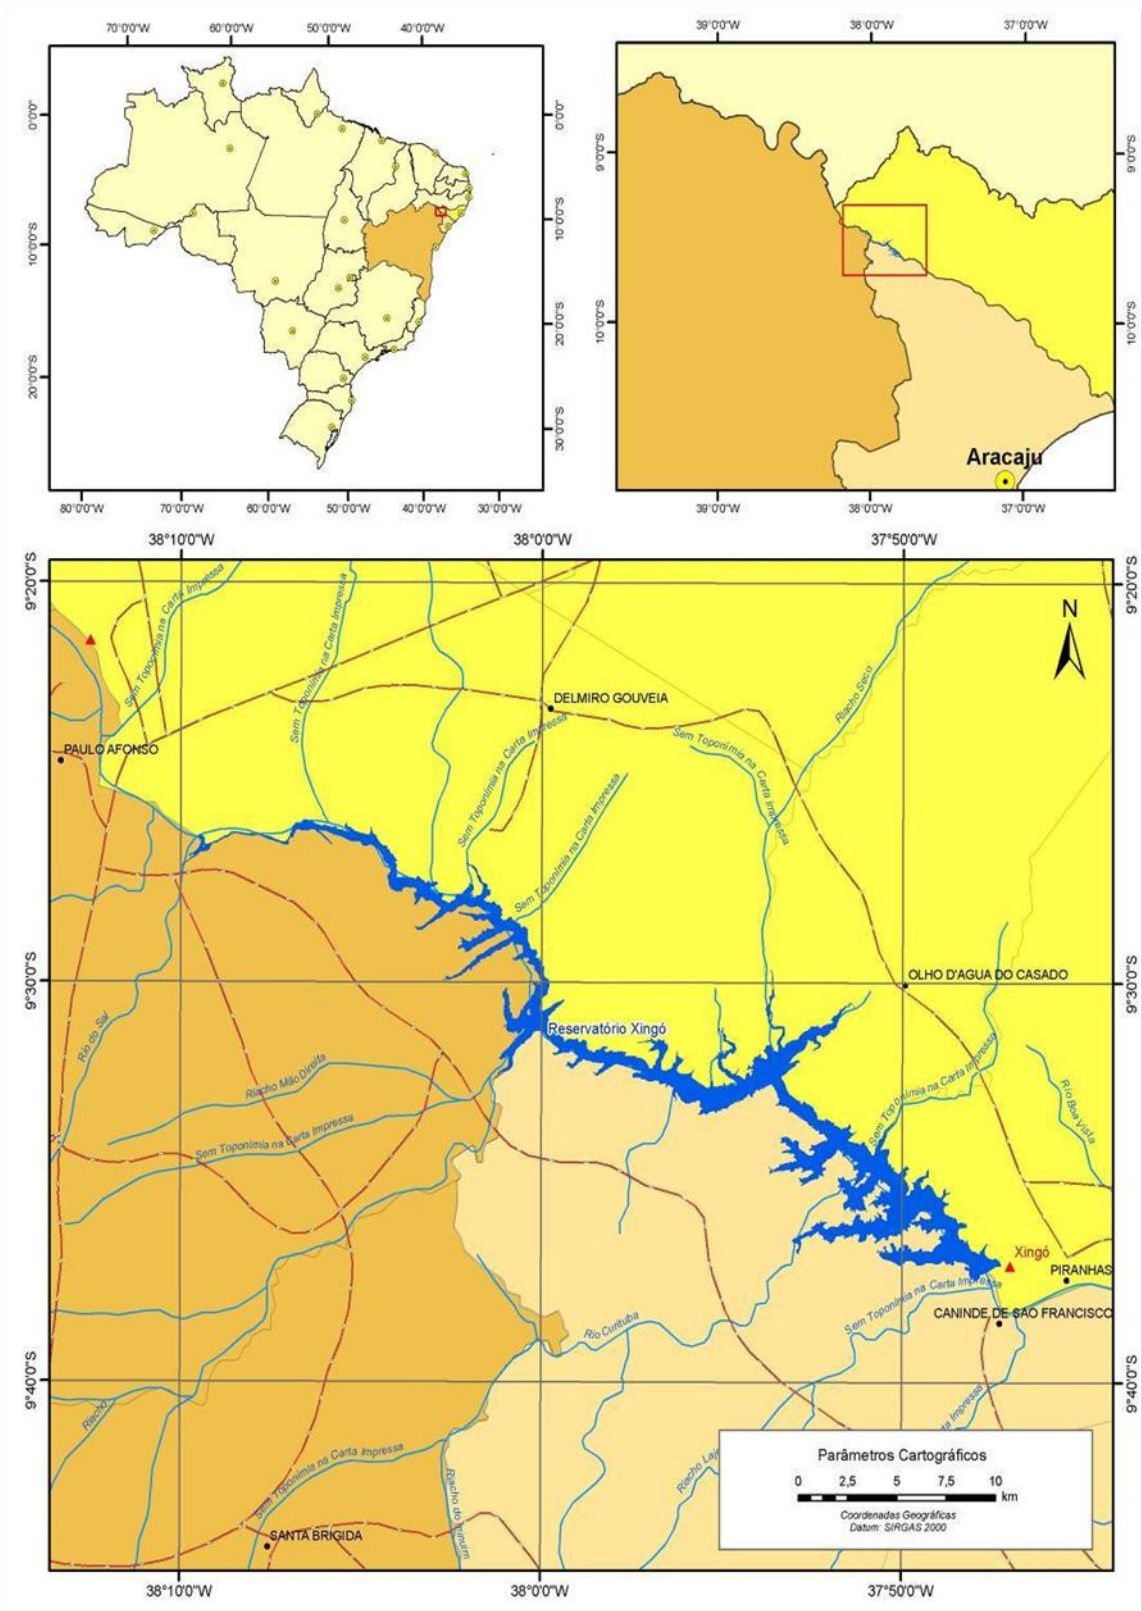 70°0'0"W
60°0'0"W
50°0'0"W
40°0'0"W
0°0'0"
10°0'0"S
20°0'0"S
0°0'0"
10°0'0"S
20°0'0"S
30°0'0"S
80°0'0"W
70°0'0"W
60°0'0"W
50°0'0"W
40°0'0"W
30°0'0"W
39°0'0"W
38°0'0"W
37°0'0"W
9°0'0"S
10°0'0"S
9°0'0"S
10°0'0"S
Aracaju
39°0'0"W
38°0'0"W
37°0'0"W
38°10'0"W
38°0'0"W
37°50'0"W
9°20'0"S
9°20'0"S
N
Sem Toponímia na Carta Impressa
Sem Toponímia na Carta Impressa
Riacho Seco
DELMIRO GOUVEIA
PAULO AFONSO
Sem Toponímia na Carta Impressa
Sem Toponímia na Carta Impressa
Sem Toponímia na Carta Impressa
9°30'0"S
OLHO D'AGUA DO CASADO
9°30'0"S
Rio do Sal
Reservatório Xingó
Riacho Mão Direita
Sem Toponímia na Carta Impressa
Sem Toponímia na Carta Impressa
Rio Boa Vista
Xingó
PIRANHAS
Sem Toponímia na Carta Impressa
CANINDE DE SAO FRANCISCO
Rio Curituba
9°40'0"S
9°40'0"S
Riacho
Sem Toponímia na Carta Impressa
Riacho Laje
Impressa
SANTA BRIGIDA
Parâmetros Cartográficos
0 2,5 5 7,5 10
km
Coordenadas Geográficas
Datum: SIRGAS 2000
38°10'0"W
38°0'0"W
37°50'0"W